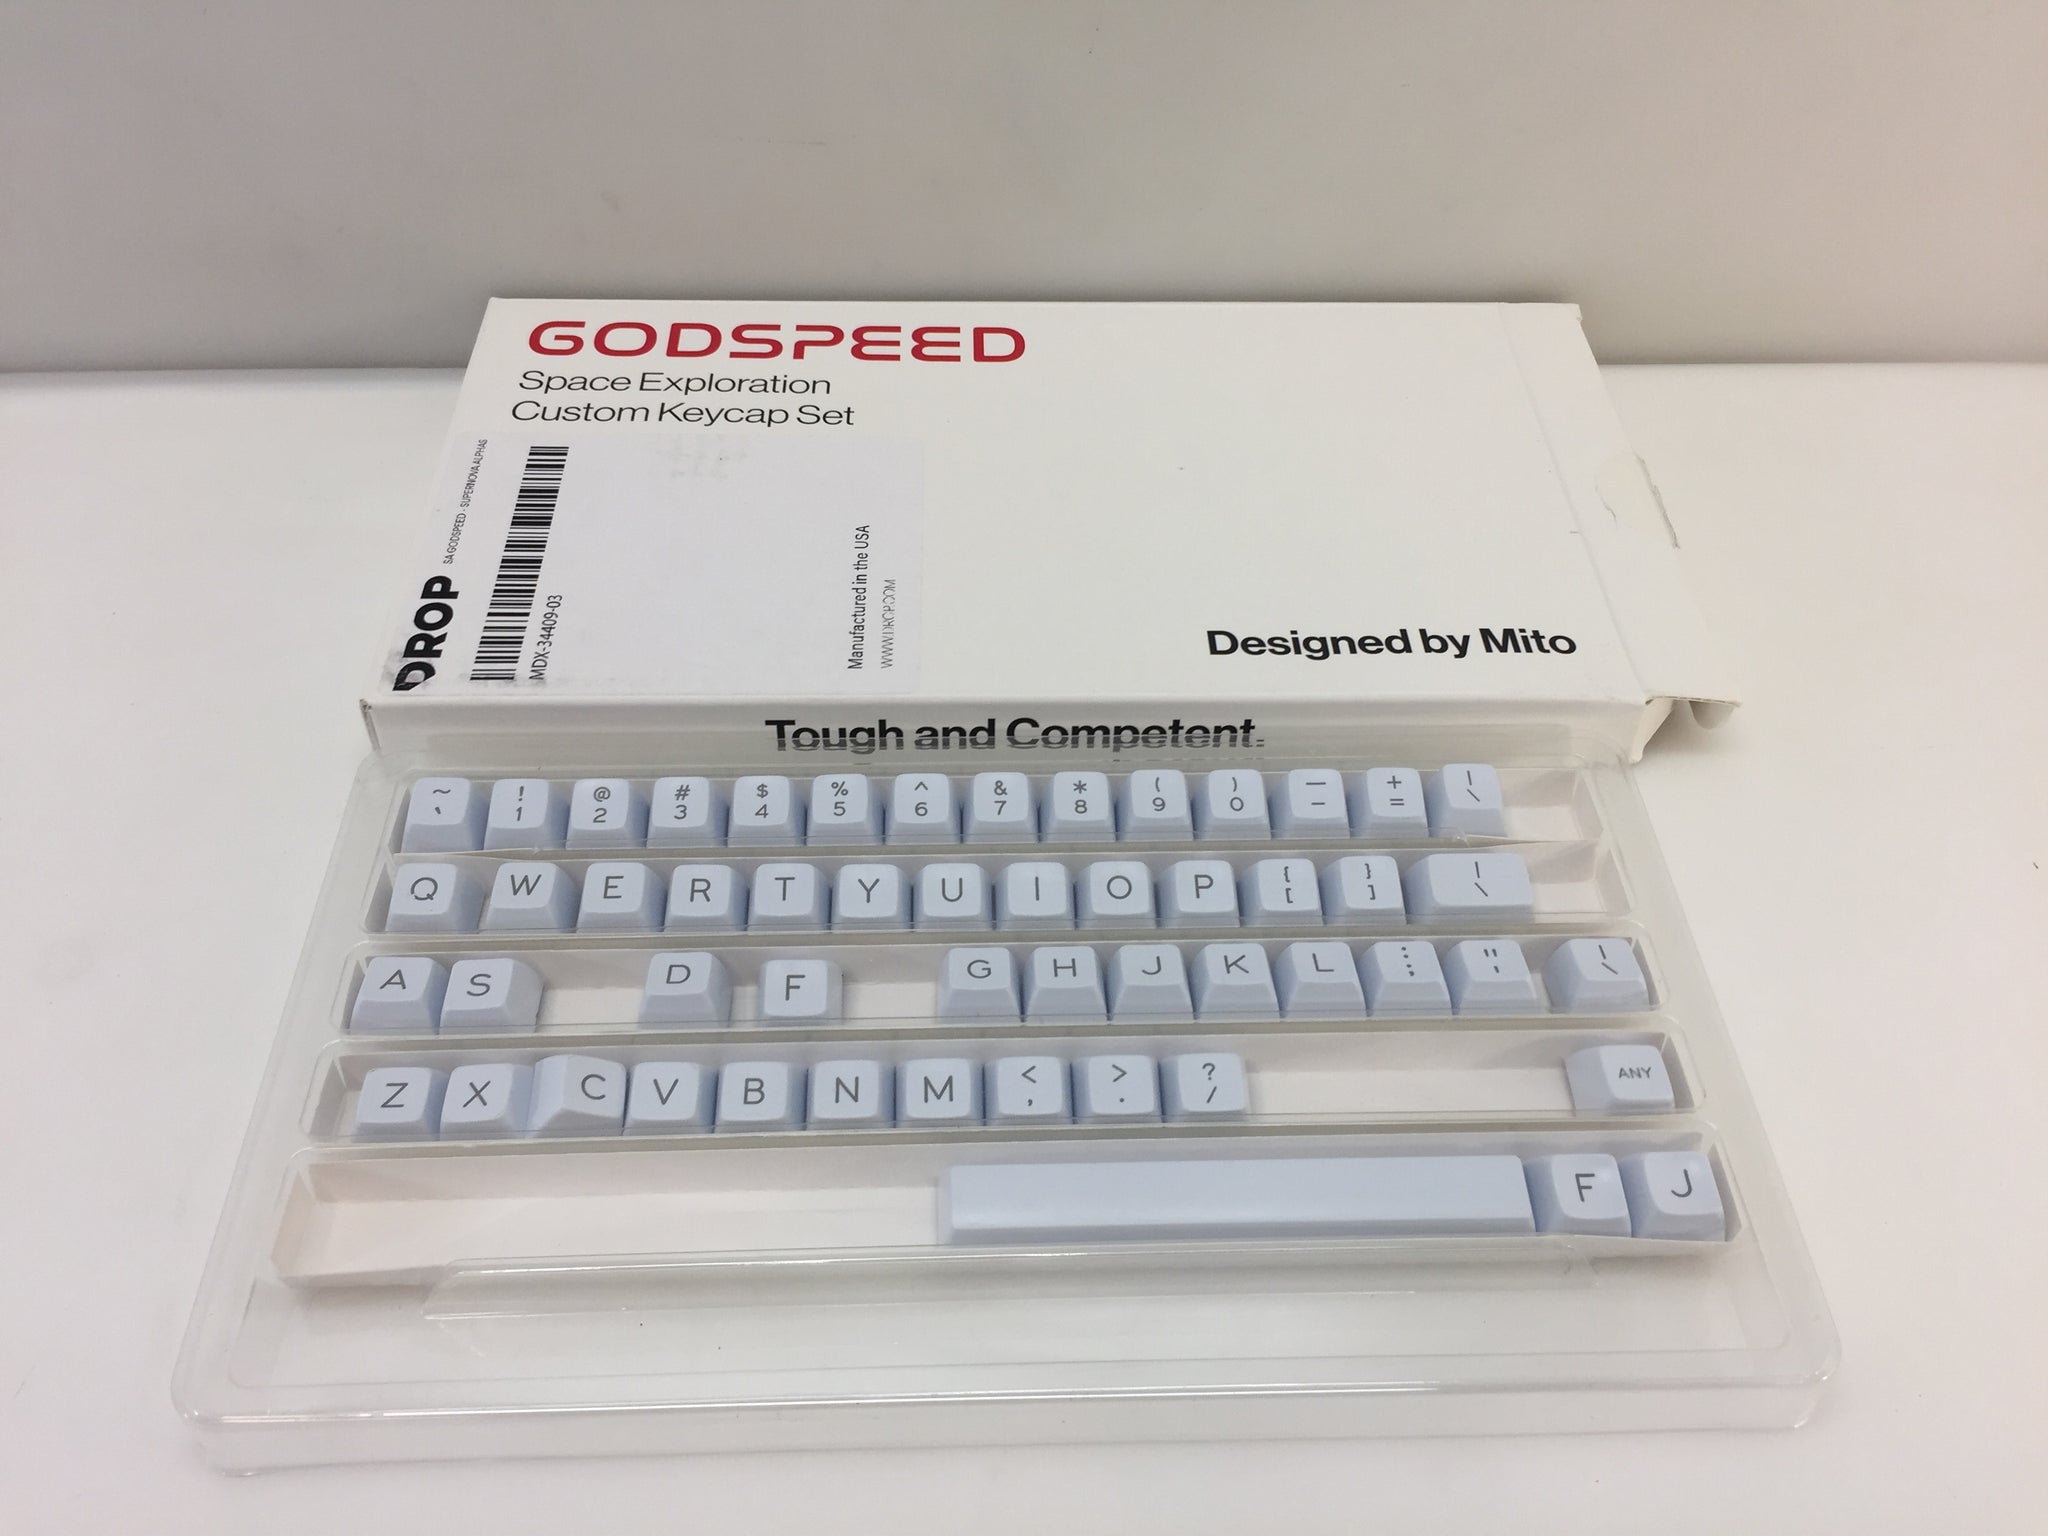 GODSPEED
Space Exploration
Custom Keycap Set
DROP
SA GODSPEED - SUPERNOVA ALPHAS
MDX-34409-03
Manufactured in the USA
WWW.DROP.COM
Designed by Mito
Tough and Competent.
~ ` ! 1 @ 2 # 3 $ 4 % 5 ^ 6 & 7 * 8 ( 9 ) 0 — - + = | \
Q W E R T Y U I O P { [ } ] | \
A S D F G H J K L : ; " ' | \
Z X C V B N M < , > . ? / ANY
F J